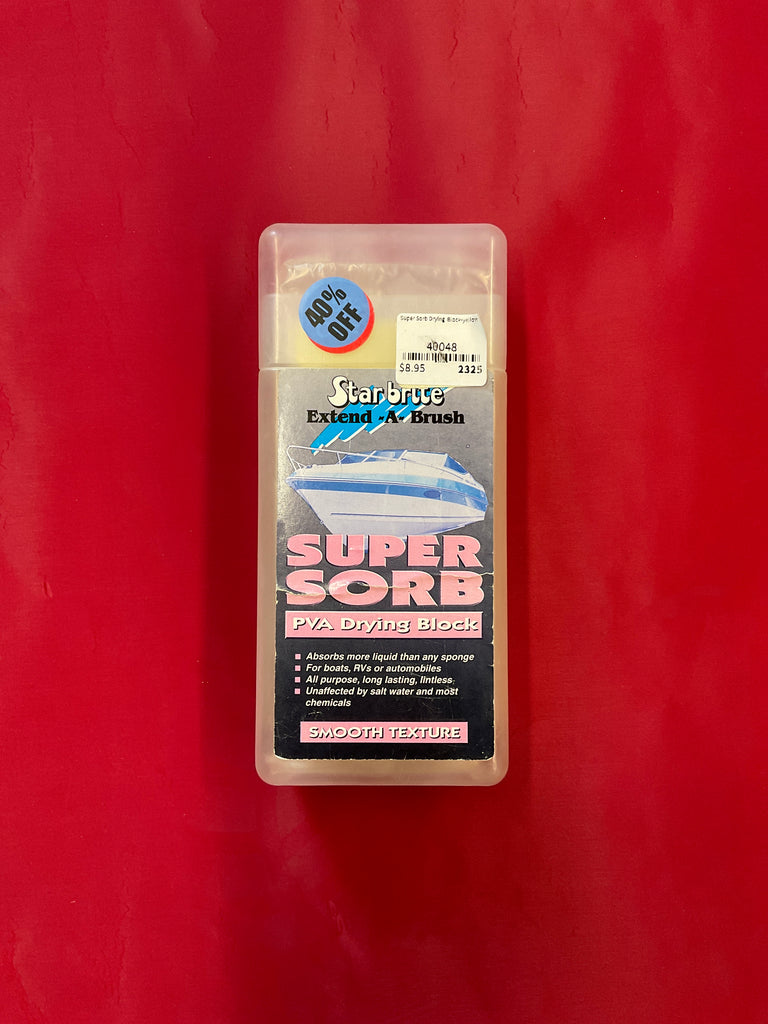 40%
OFF
Super Sorb Drying
40048
$8.95 2325
Star brite
Extend -A- Brush
SUPER
SORB
PVA Drying Block
Absorbs more liquid than any sponge
For boats, RVs or automobiles
All purpose, long lasting, lintless
Unaffected by salt water and most
chemicals
SMOOTH TEXTURE